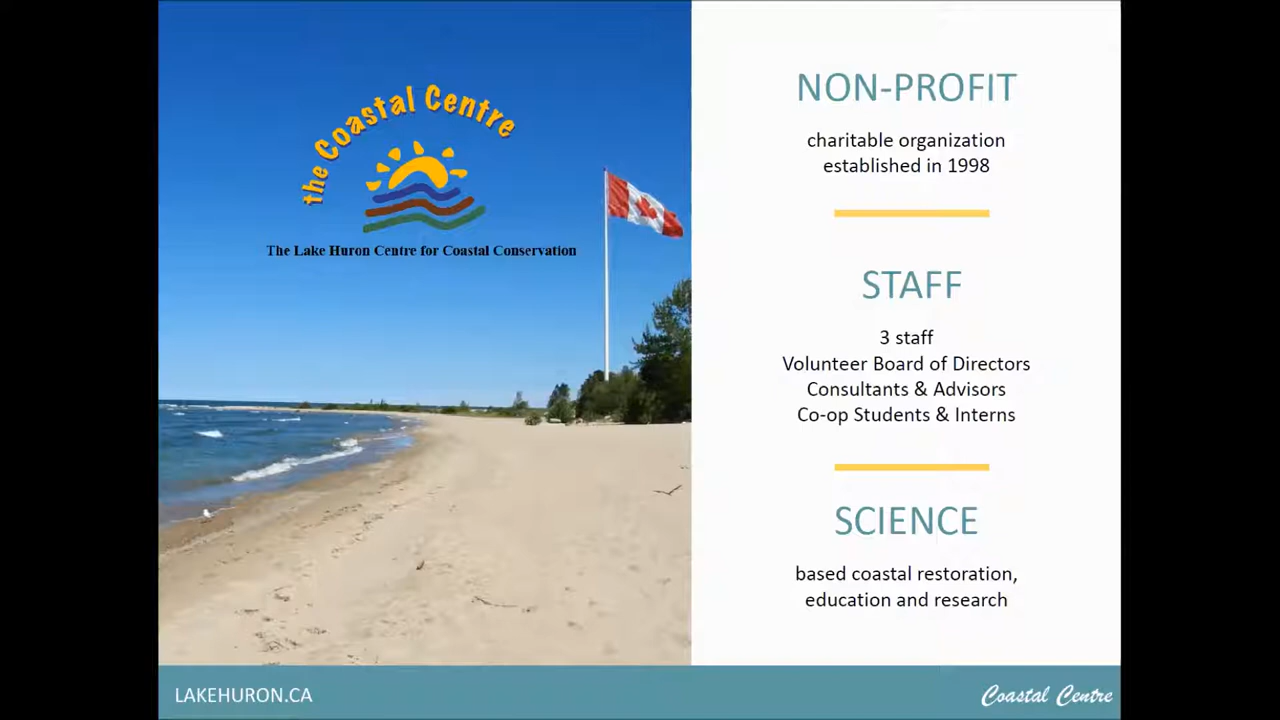 the Coastal Centre
The Lake Huron Centre for Coastal Conservation
NON-PROFIT
charitable organization
established in 1998
STAFF
3 staff
Volunteer Board of Directors
Consultants & Advisors
Co-op Students & Interns
SCIENCE
based coastal restoration,
education and research
LAKEHURON.CA
Coastal Centre